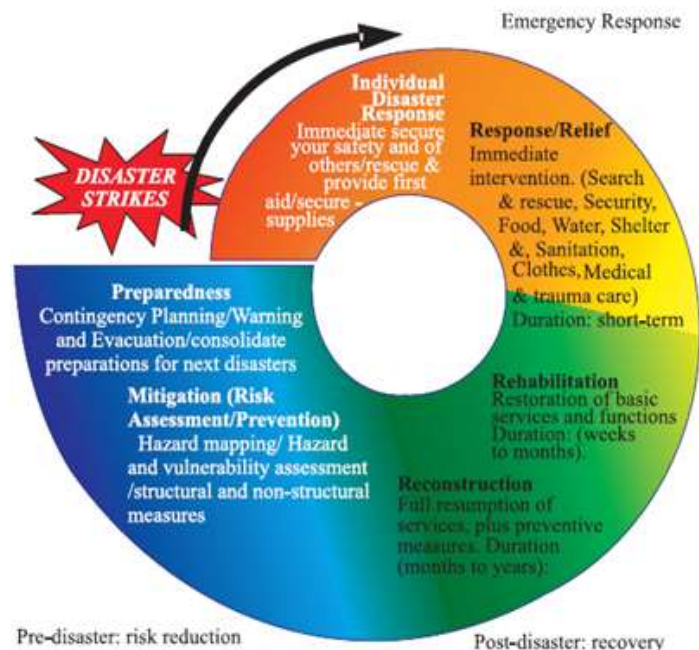 Emergency Response
DISASTER
STRIKES
Individual
Disaster
Response
Immediate secure
your safety and of
others/rescue &
provide first
aid/secure -
supplies
Response/Relief
Immediate
intervention. (Search
& rescue, Security,
Food, Water, Shelter
&, Sanitation,
Clothes, Medical
& trauma care)
Duration: short-term
Rehabilitation
Restoration of basic
services and functions
Duration: (weeks
to months).
Reconstruction
Full resumption of
services, plus preventive
measures. Duration
(months to years):
Preparedness
Contingency Planning/Warning
and Evacuation/consolidate
preparations for next disasters
Mitigation (Risk
Assessment/Prevention)
Hazard mapping/ Hazard
and vulnerability assessment
/structural and non-structural
measures
Pre-disaster: risk reduction
Post-disaster: recovery